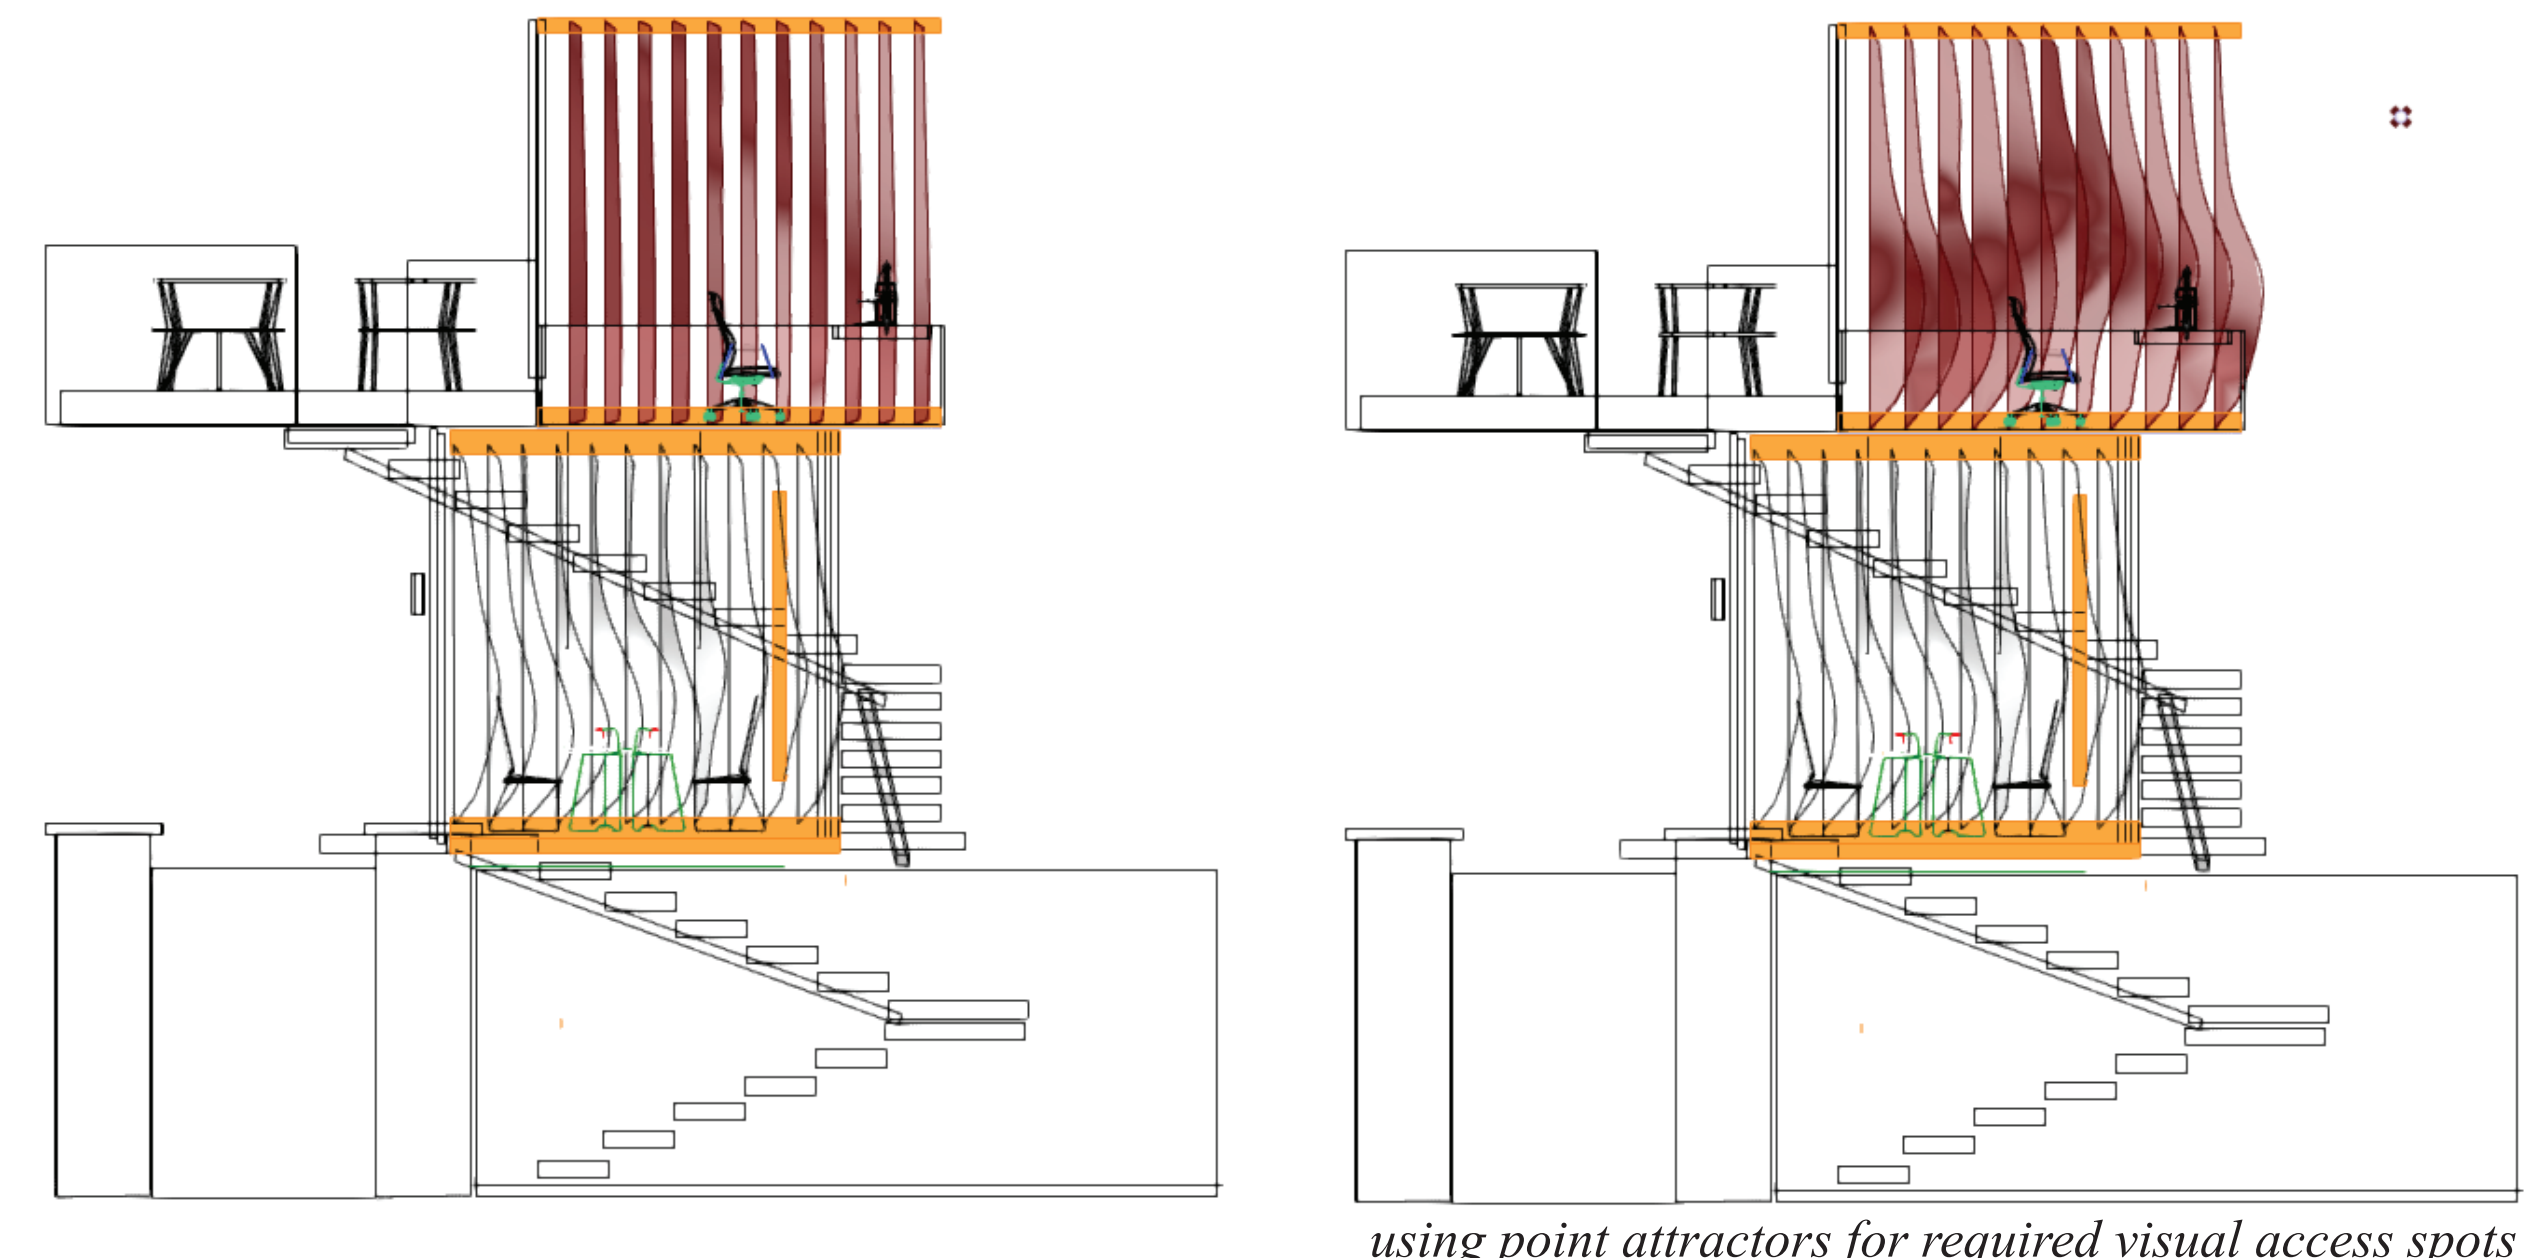 using point attractors for required visual access spots